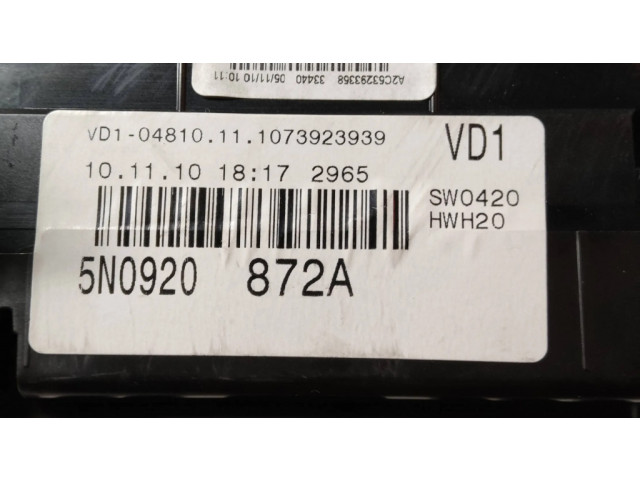 A2C53293358 33440 05/11/10 10:11
VD1-04810.11.1073923939 VD1
10.11.10 18:17 2965
SW0420
HWH20
5N0920 872A